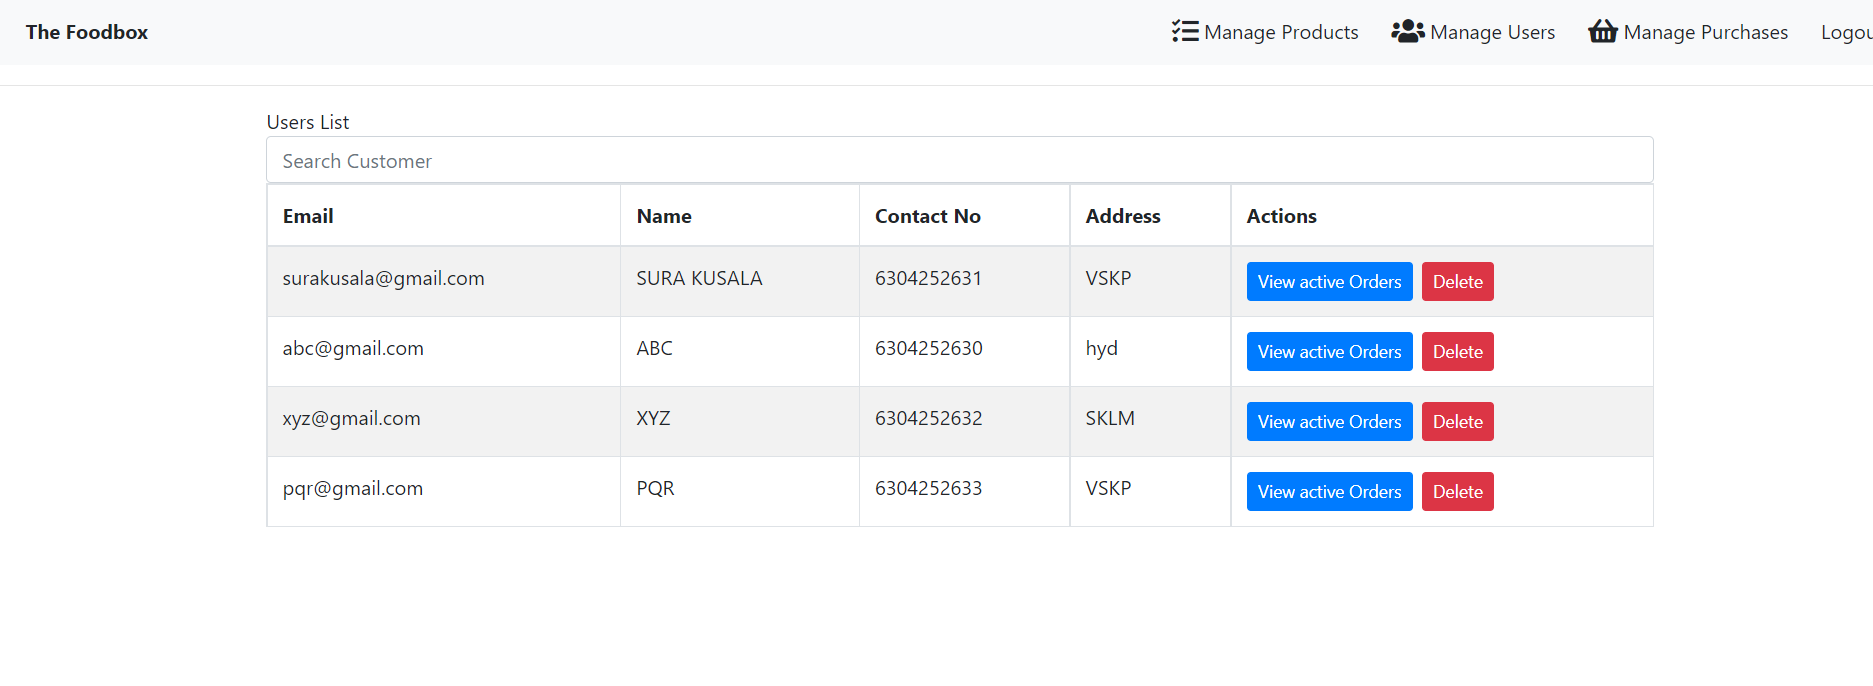 The Foodbox Manage Products Manage Users Manage Purchases Logou
Users List
Search Customer
Email Name Contact No Address Actions
surakusala@gmail.com SURA KUSALA 6304252631 VSKP View active Orders Delete
abc@gmail.com ABC 6304252630 hyd View active Orders Delete
xyz@gmail.com XYZ 6304252632 SKLM View active Orders Delete
pqr@gmail.com PQR 6304252633 VSKP View active Orders Delete